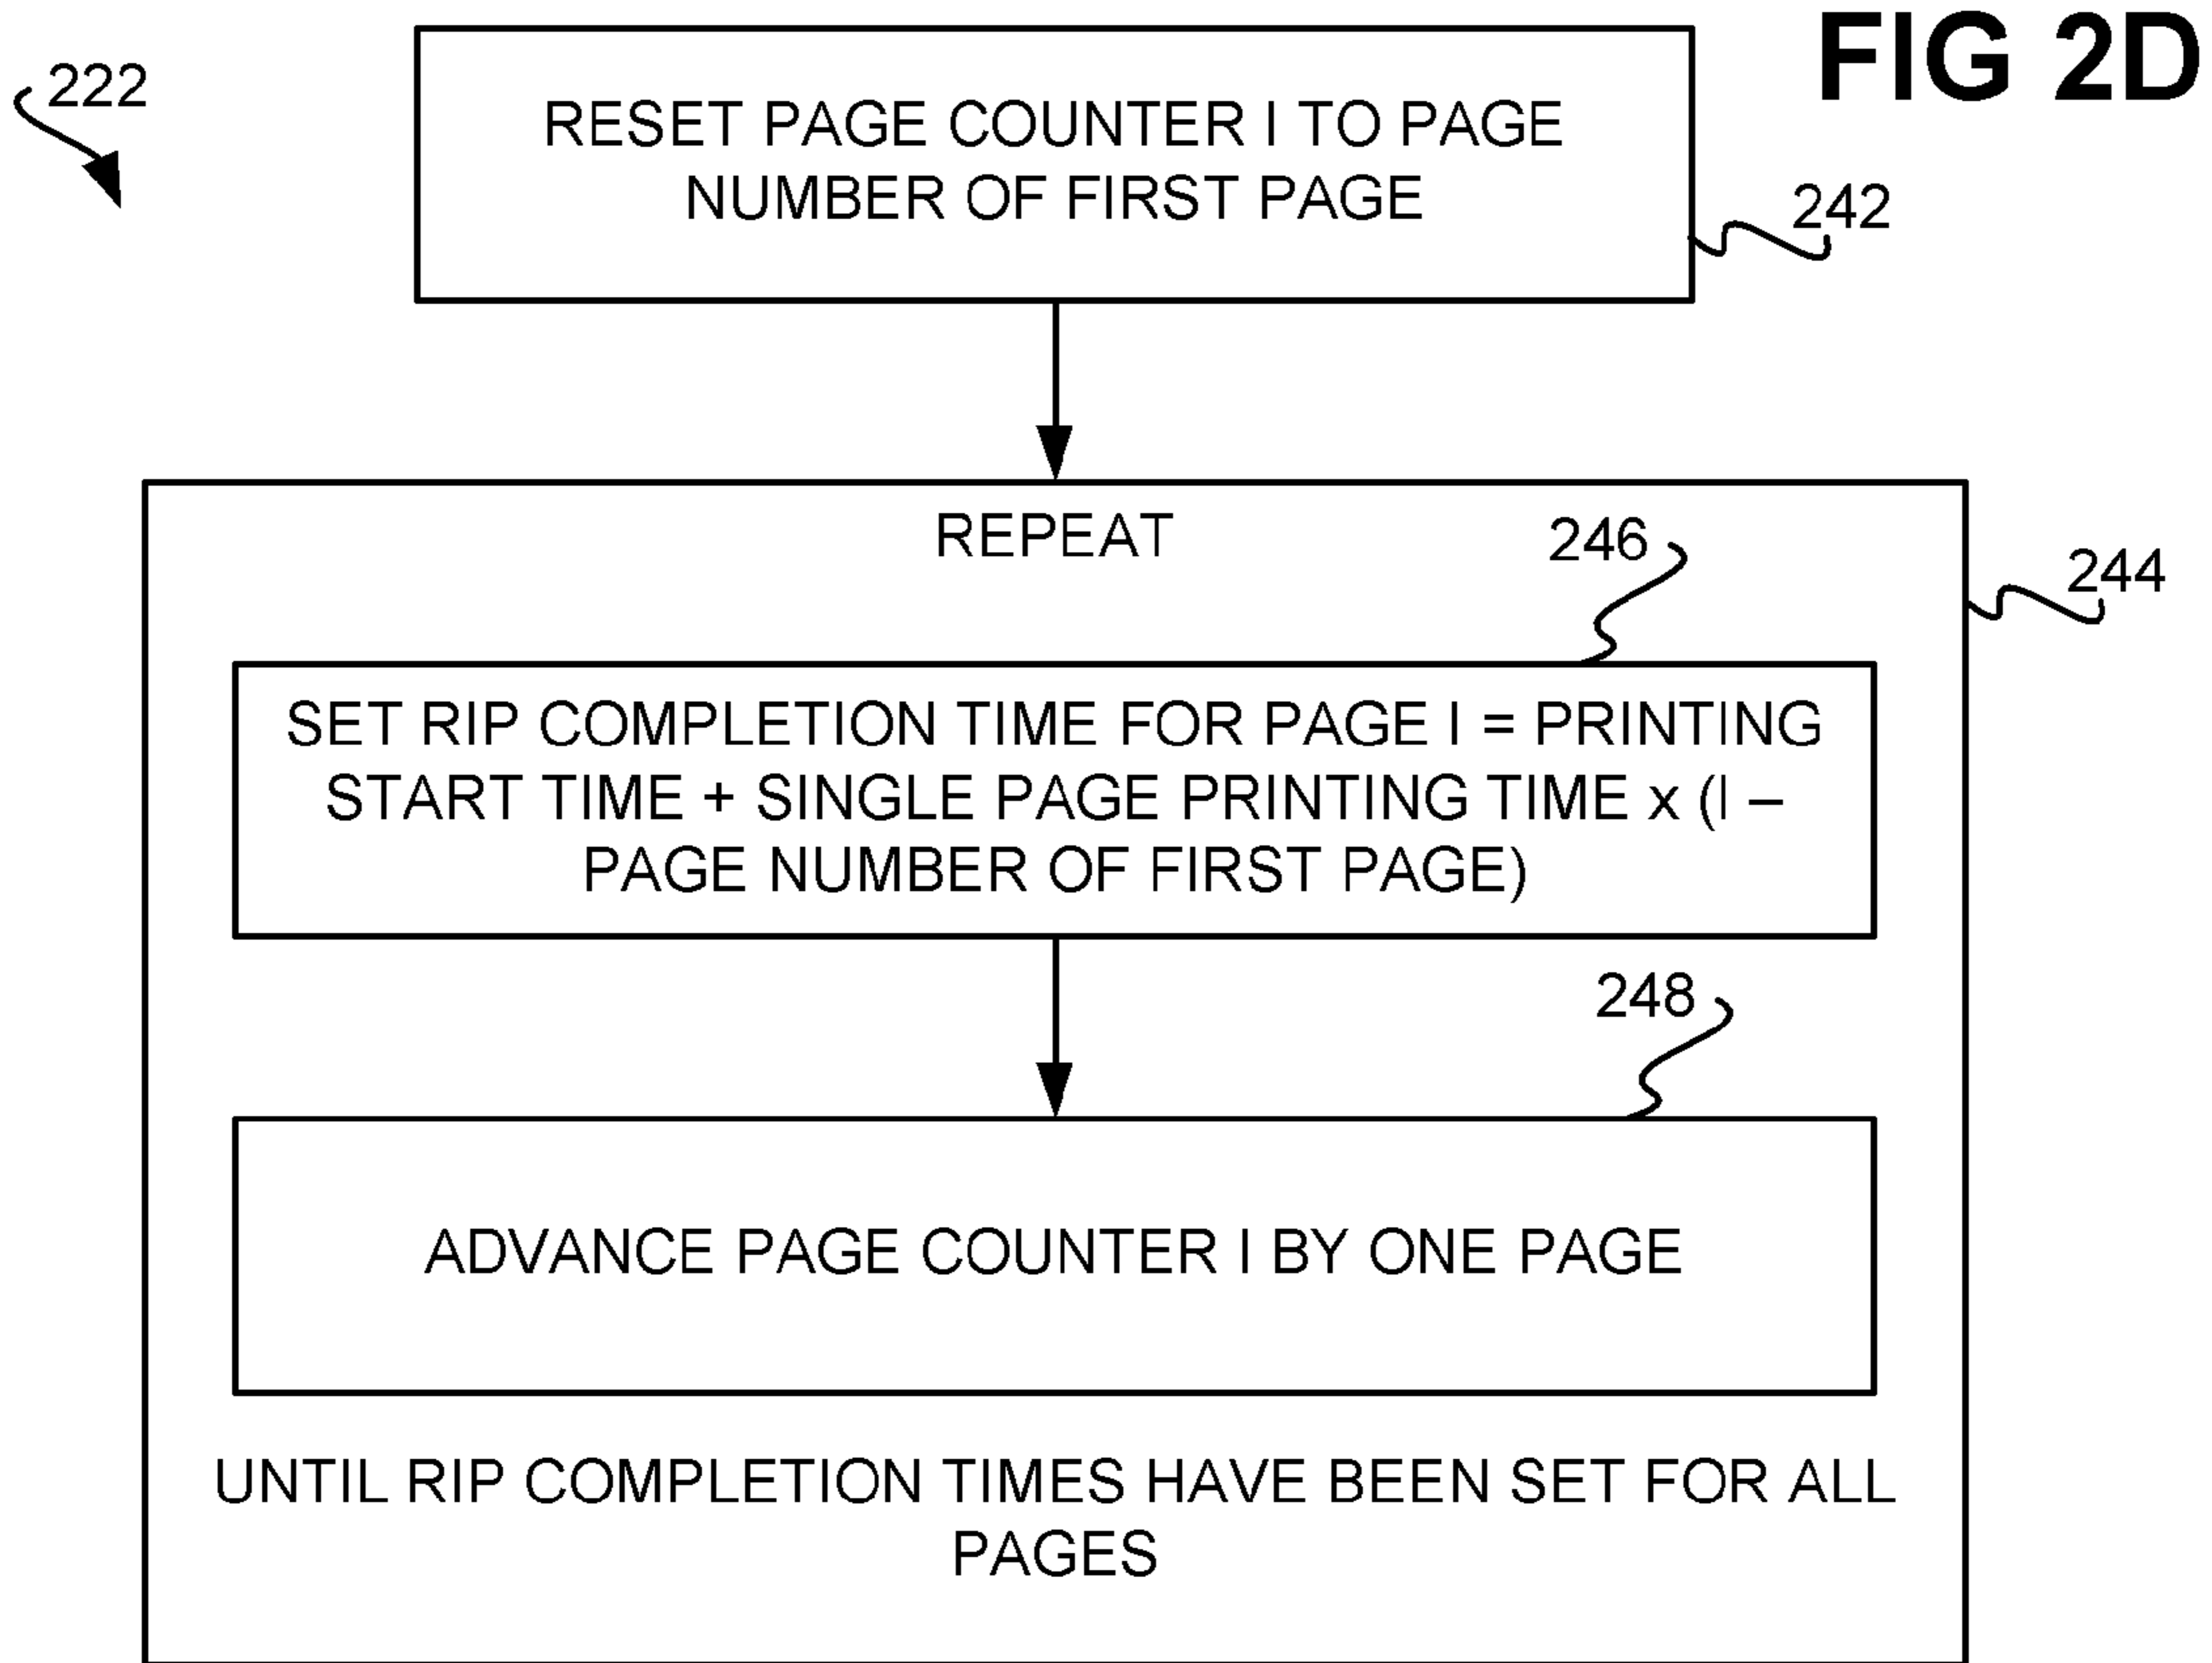 FIG 2D
222
RESET PAGE COUNTER I TO PAGE
NUMBER OF FIRST PAGE
242
REPEAT
246
244
SET RIP COMPLETION TIME FOR PAGE I = PRINTING
START TIME + SINGLE PAGE PRINTING TIME x (I –
PAGE NUMBER OF FIRST PAGE)
248
ADVANCE PAGE COUNTER I BY ONE PAGE
UNTIL RIP COMPLETION TIMES HAVE BEEN SET FOR ALL
PAGES